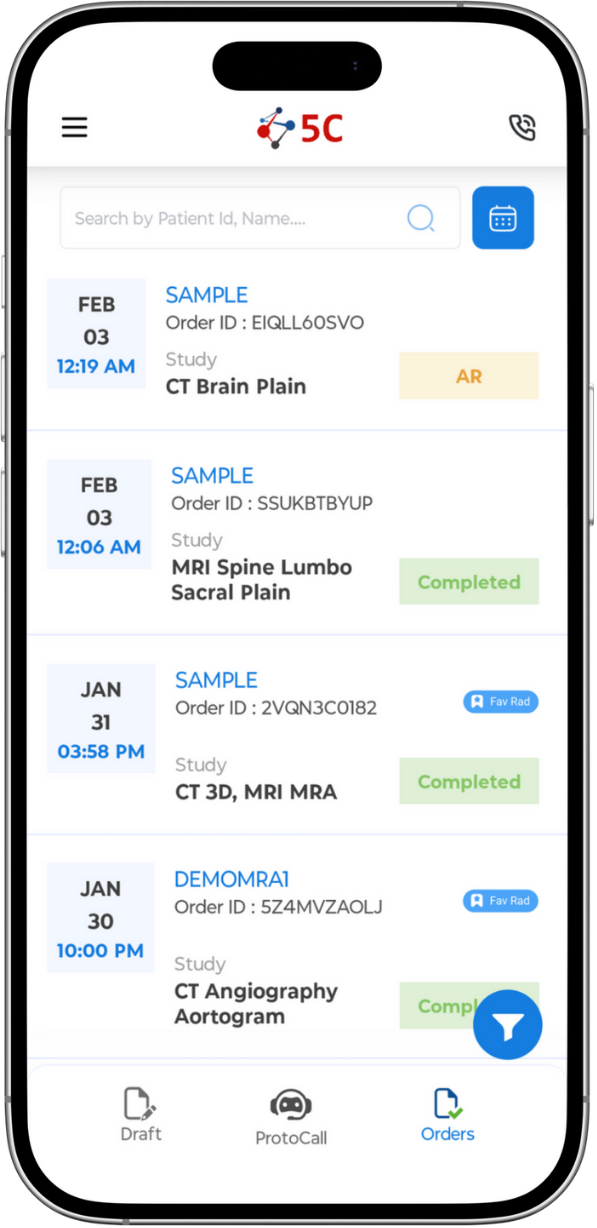 5C
Search by Patient Id, Name....
FEB
03
12:19 AM
SAMPLE
Order ID : EIQLL60SVO
Study
CT Brain Plain
AR
FEB
03
12:06 AM
SAMPLE
Order ID : SSUKBTBYUP
Study
MRI Spine Lumbo
Sacral Plain
Completed
JAN
31
03:58 PM
SAMPLE
Order ID : 2VQN3C0182
Fav Rad
Study
CT 3D, MRI MRA
Completed
JAN
30
10:00 PM
DEMOMRA1
Order ID : 5Z4MVZAOLJ
Fav Rad
Study
CT Angiography
Aortogram
Compl
Draft
ProtoCall
Orders